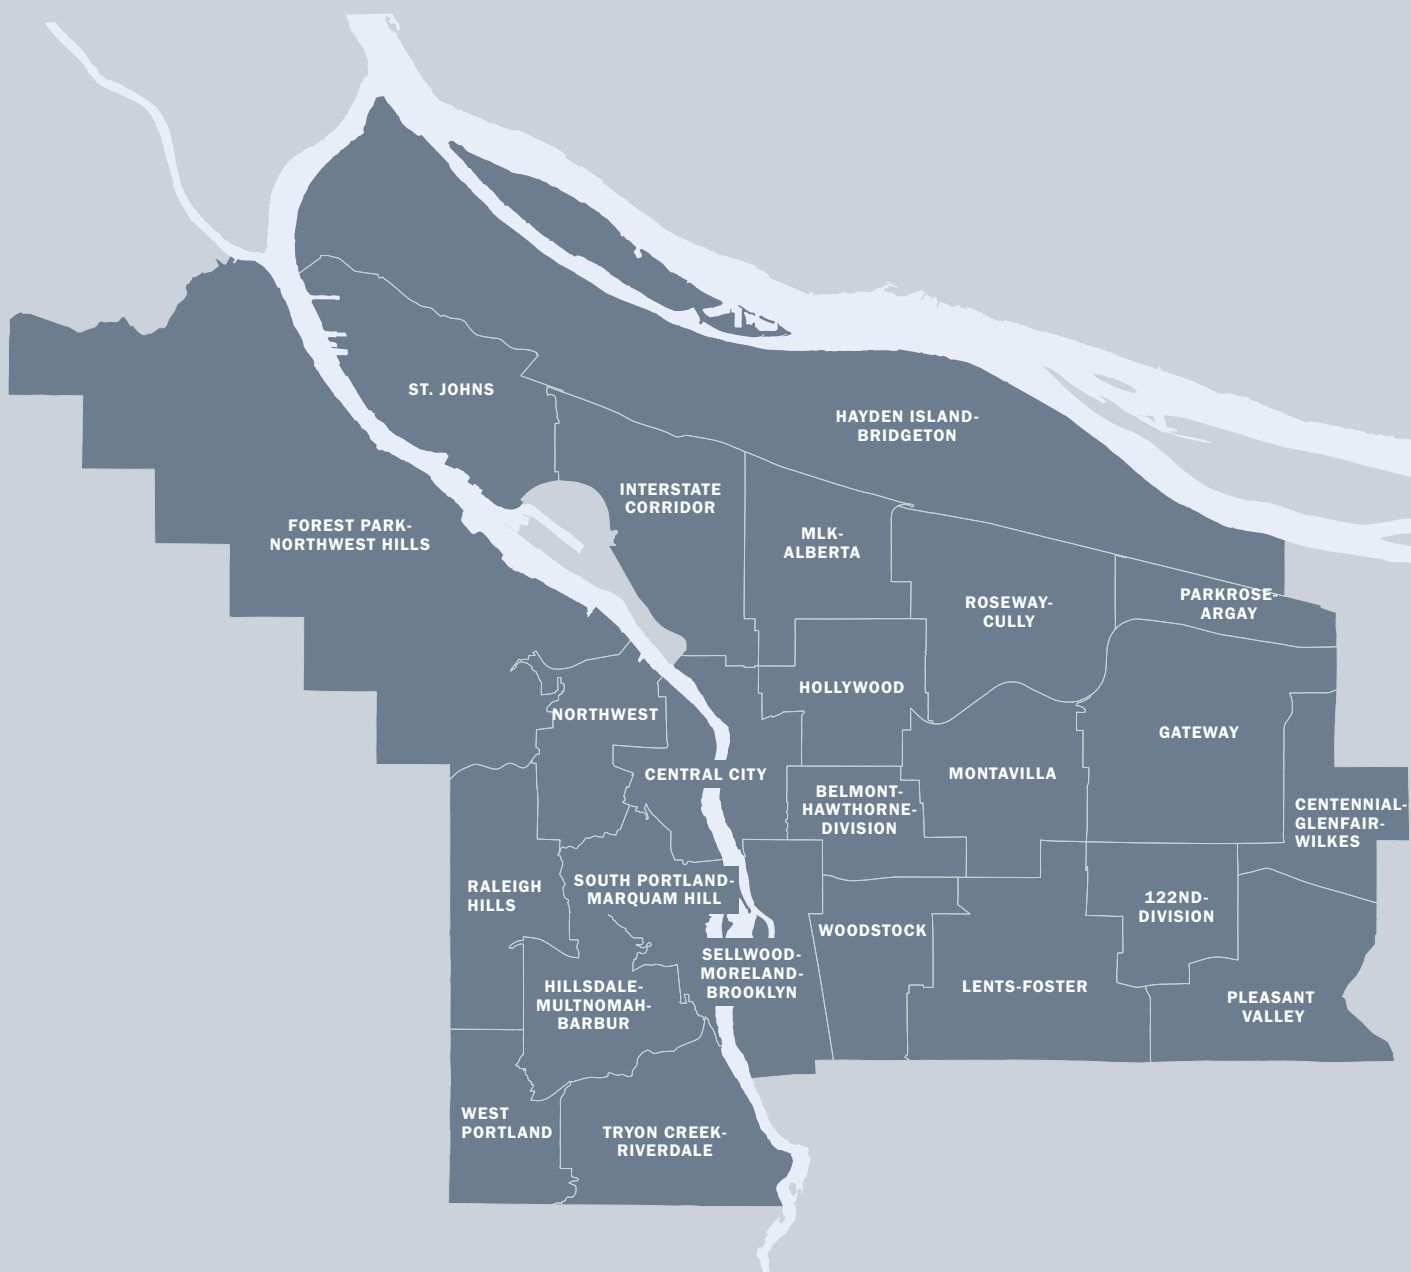 ST. JOHNS
HAYDEN ISLAND-
BRIDGETON
INTERSTATE
CORRIDOR
FOREST PARK-
NORTHWEST HILLS
MLK-
ALBERTA
ROSEWAY-
CULLY
PARKROSE-
ARGAY
HOLLYWOOD
NORTHWEST
GATEWAY
CENTRAL CITY
MONTAVILLA
BELMONT-
HAWTHORNE-
DIVISION
CENTENNIAL-
GLENFAIR-
WILKES
RALEIGH
HILLS
SOUTH PORTLAND-
MARQUAM HILL
122ND-
DIVISION
WOODSTOCK
SELLWOOD-
MORELAND-
BROOKLYN
HILLSDALE-
MULTNOMAH-
BARBUR
LENTS-FOSTER
PLEASANT
VALLEY
WEST
PORTLAND
TRYON CREEK-
RIVERDALE